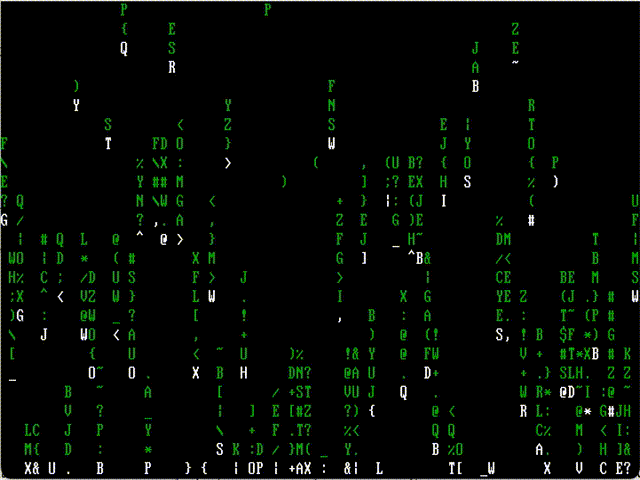 P P
{ E Z
Q S J E
R A ~
) F B
Y Y N R
S < Z S E ¦ T
F T FD O } W J Y O
\ % \X : > ( , (U B? { O { P
E Y ## M ) ] ;? EX H S % )
? Q N \W G < + } ¦: (J I ( U
G / ? ,. A , Z E G )E % # F
¦ # Q L @ ^ @ > } F J _ H~ DM T ¦
WO ¦ D * ( # X M G ] ^B& /< B M
H% C ; /D U S F M J > ¦ CE BE M S
;X ^ < VZ W } L W . I X G YE Z (J .} # W
)G : @W _ ? [ ! , B : A E. : T~ (P #
\ J WO < A , + ) @ (! S, ! B $F *) G
[ { U < ~ U )% !& Y @ FW V + #T*XB # K
_ O~ O . X B H DN? @A U . D+ + .} SLH. Z Z
B ~ A [ / +ST VU J Q W R* @D~I : #
V ? _ ¦ ] E [#Z ?) { @ < R L: @* G#JH
LC J P Y \ + F .T? %< Q Q C% M < I:
M{ D : * S K :D / )M( _ Y. B %O A. ) H
X& U . B P } { ¦ OP ¦ +AX : &¦ L T[ _W X V C E?